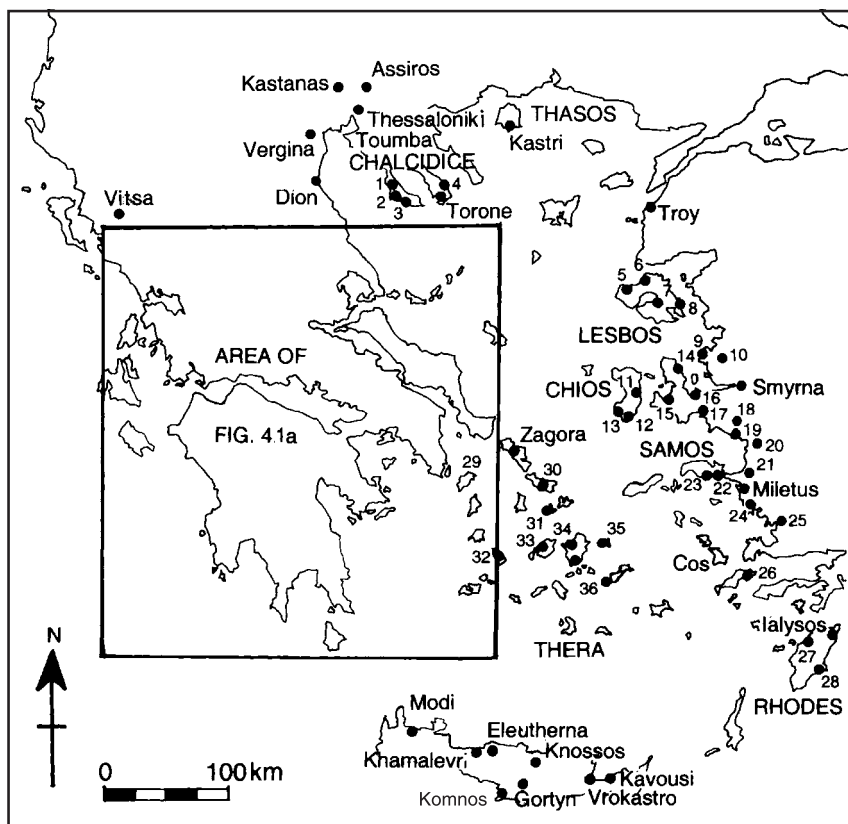 Kastanas
Assiros
Thessaloniki
Toumba
THASOS
Kastri
Vergina
CHALCIDICE
1
4
Dion
2
3
Torone
Vitsa
Troy
6
5
8
LESBOS
9
10
14
AREA OF
CHIOS
11
Smyrna
16
15
17
18
13
12
FIG. 4.1a
19
Zagora
20
SAMOS
29
30
21
23
22
Miletus
31
24
25
33
34
35
32
Cos
26
36
Ialysos
N
THERA
27
28
RHODES
Modi
Eleutherna
Khamalevri
Knossos
0
100 km
Kavousi
Komnos
Gortyn
Vrokastro